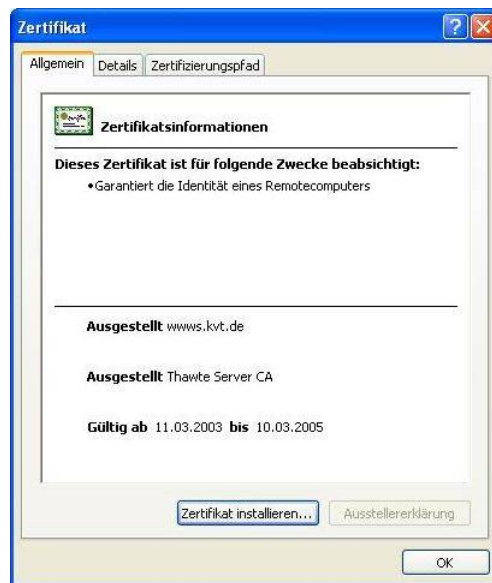 Zertifikat
Allgemein Details Zertifizierungspfad
Zertifikatsinformationen
Dieses Zertifikat ist für folgende Zwecke beabsichtigt:
•Garantiert die Identität eines Remotecomputers
Ausgestellt wwws.kvt.de
Ausgestellt Thawte Server CA
Gültig ab 11.03.2003 bis 10.03.2005
Zertifikat installieren... Ausstellererklärung
OK